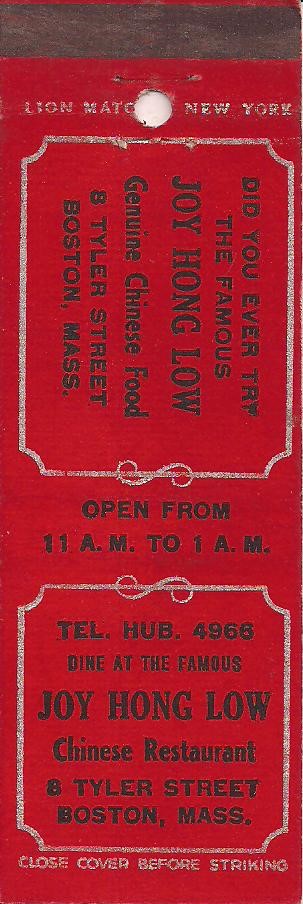 LION MATC NEW YORK
DID YOU EVER TRY
THE FAMOUS
JOY HONG LOW
Genuine Chinese Food
8 TYLER STREET
BOSTON, MASS.
OPEN FROM
11 A. M. TO 1 A. M.
TEL. HUB. 4966
DINE AT THE FAMOUS
JOY HONG LOW
Chinese Restaurant
8 TYLER STREET
BOSTON, MASS.
CLOSE COVER BEFORE STRIKING